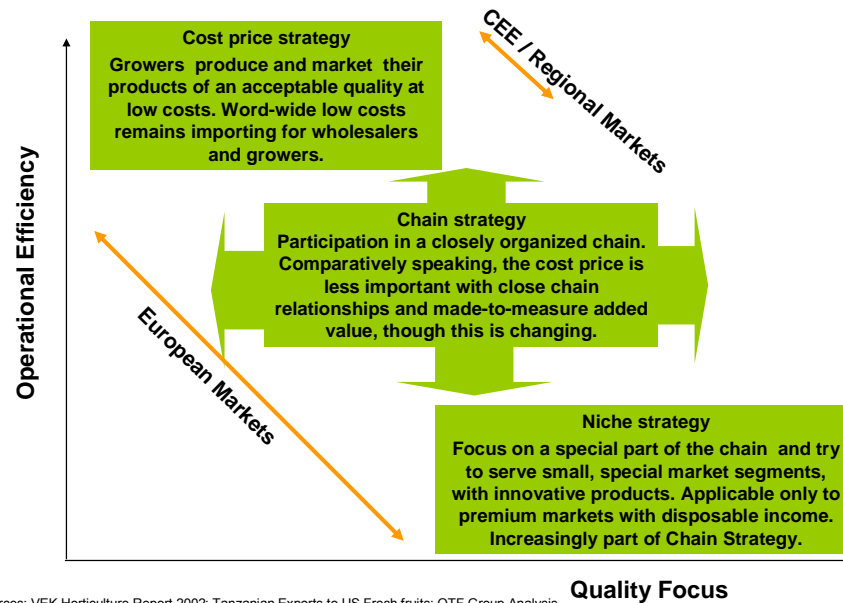 Cost price strategy
Growers produce and market their
products of an acceptable quality at
low costs. Word-wide low costs
remains importing for wholesalers
and growers.
CEE / Regional Markets
Operational Efficiency
Chain strategy
Participation in a closely organized chain.
Comparatively speaking, the cost price is
less important with close chain
relationships and made-to-measure added
value, though this is changing.
European Markets
Niche strategy
Focus on a special part of the chain and try
to serve small, special market segments,
with innovative products. Applicable only to
premium markets with disposable income.
Increasingly part of Chain Strategy.
Quality Focus
VEK Horticulture Report 2002; Tanzanian Exports to US Fresh fruits; OTF Group Analysis